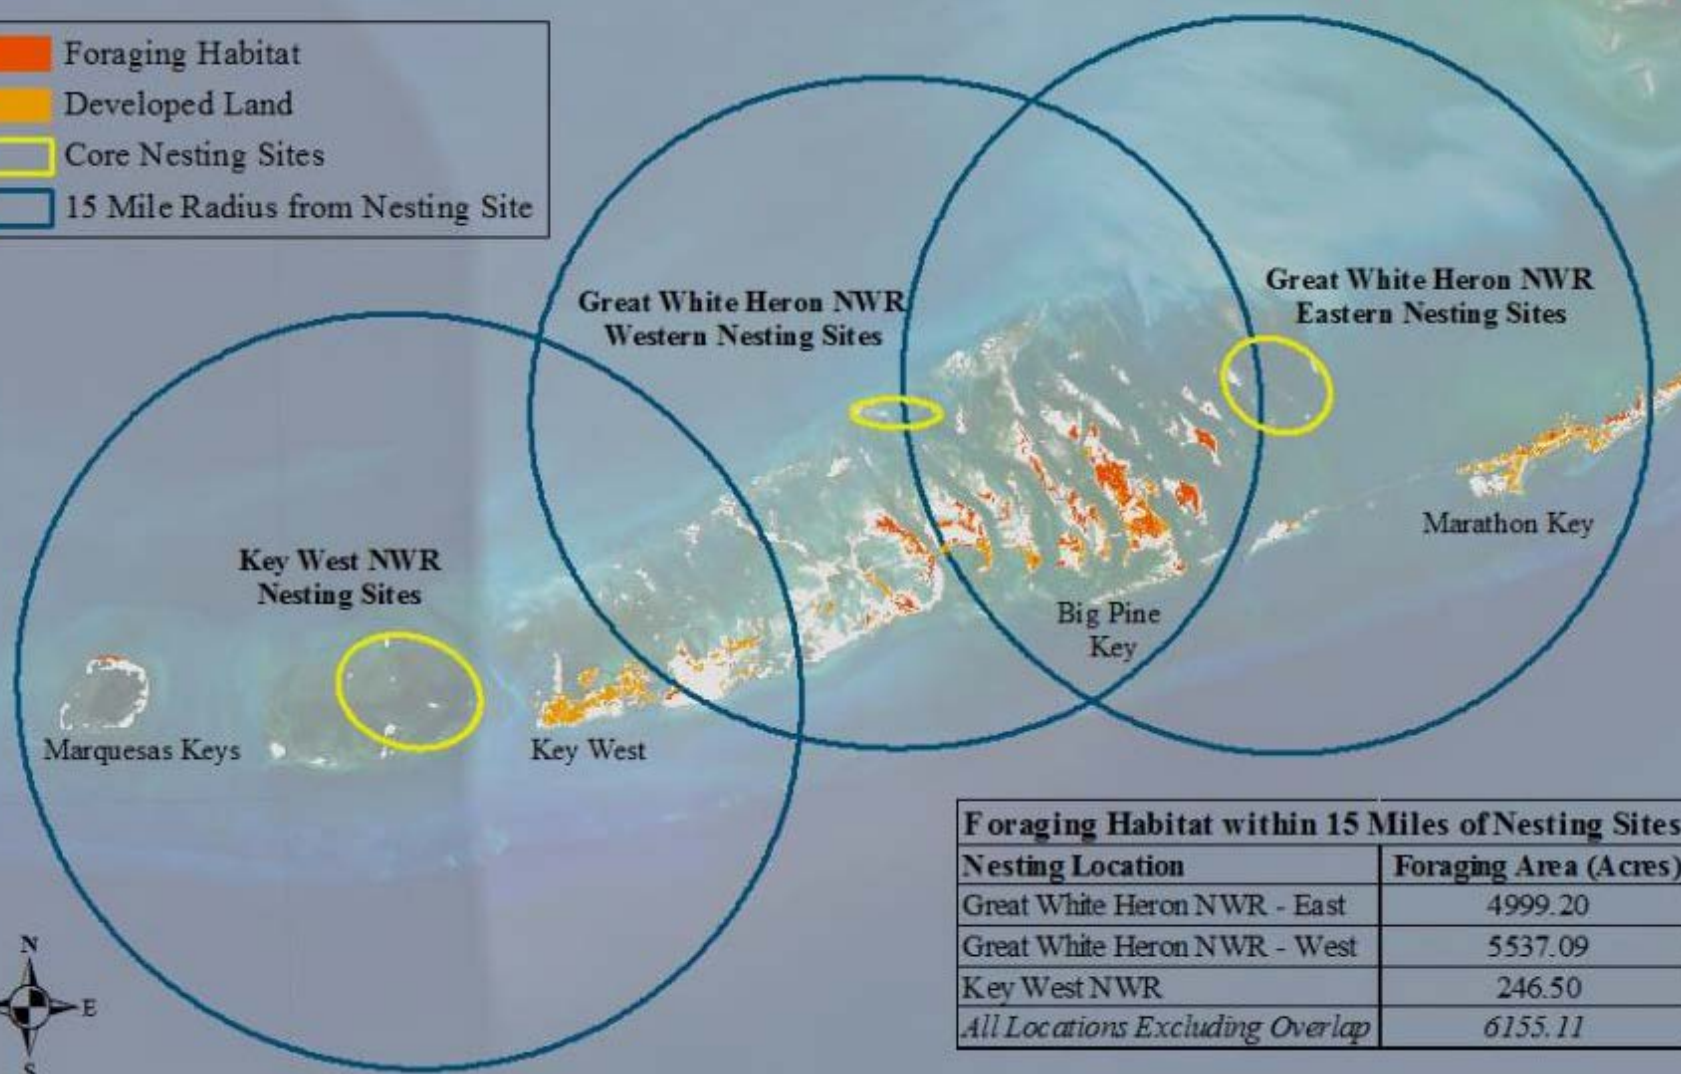 Foraging Habitat
Developed Land
Core Nesting Sites
15 Mile Radius from Nesting Site
Great White Heron NWR
Western Nesting Sites
Great White Heron NWR
Eastern Nesting Sites
Key West NWR
Nesting Sites
Marathon Key
Big Pine
Key
Marquesas Keys
Key West
Foraging Habitat within 15 Miles of Nesting Sites
Nesting Location Foraging Area (Acres)
Great White Heron NWR - East 4999.20
Great White Heron NWR - West 5537.09
Key West NWR 246.50
All Locations Excluding Overlap 6155.11
N
E
S